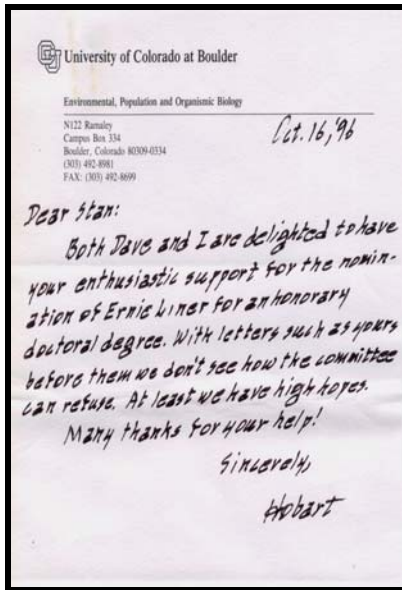 University of Colorado at Boulder
Environmental, Population and Organismic Biology
N122 Ramaley
Campus Box 334
Boulder, Colorado 80309-0334
(303) 492-8981
FAX: (303) 492-8699
Oct. 16, '96
Dear Stan:
Both Dave and I are delighted to have
your enthusiastic support for the nomin-
ation of Ernie Liner for an honorary
doctoral degree. With letters such as yours
before them we don't see how the committee
can refuse. At least we have high hopes.
Many thanks for your help!
Sincerely,
Hobart